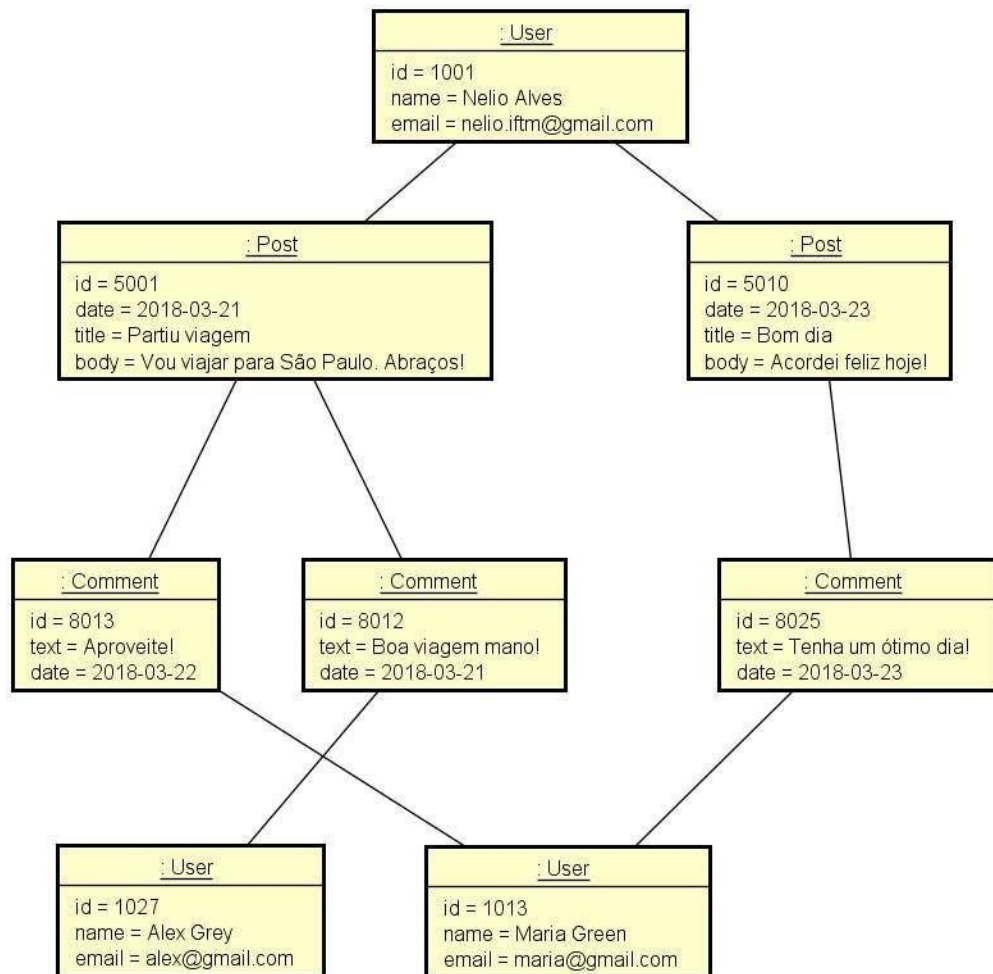 : User
id = 1001
name = Nelio Alves
email = nelio.iftm@gmail.com
: Post
id = 5001
date = 2018-03-21
title = Partiu viagem
body = Vou viajar para São Paulo. Abraços!
: Post
id = 5010
date = 2018-03-23
title = Bom dia
body = Acordei feliz hoje!
: Comment
id = 8013
text = Aproveite!
date = 2018-03-22
: Comment
id = 8012
text = Boa viagem mano!
date = 2018-03-21
: Comment
id = 8025
text = Tenha um ótimo dia!
date = 2018-03-23
: User
id = 1027
name = Alex Grey
email = alex@gmail.com
: User
id = 1013
name = Maria Green
email = maria@gmail.com